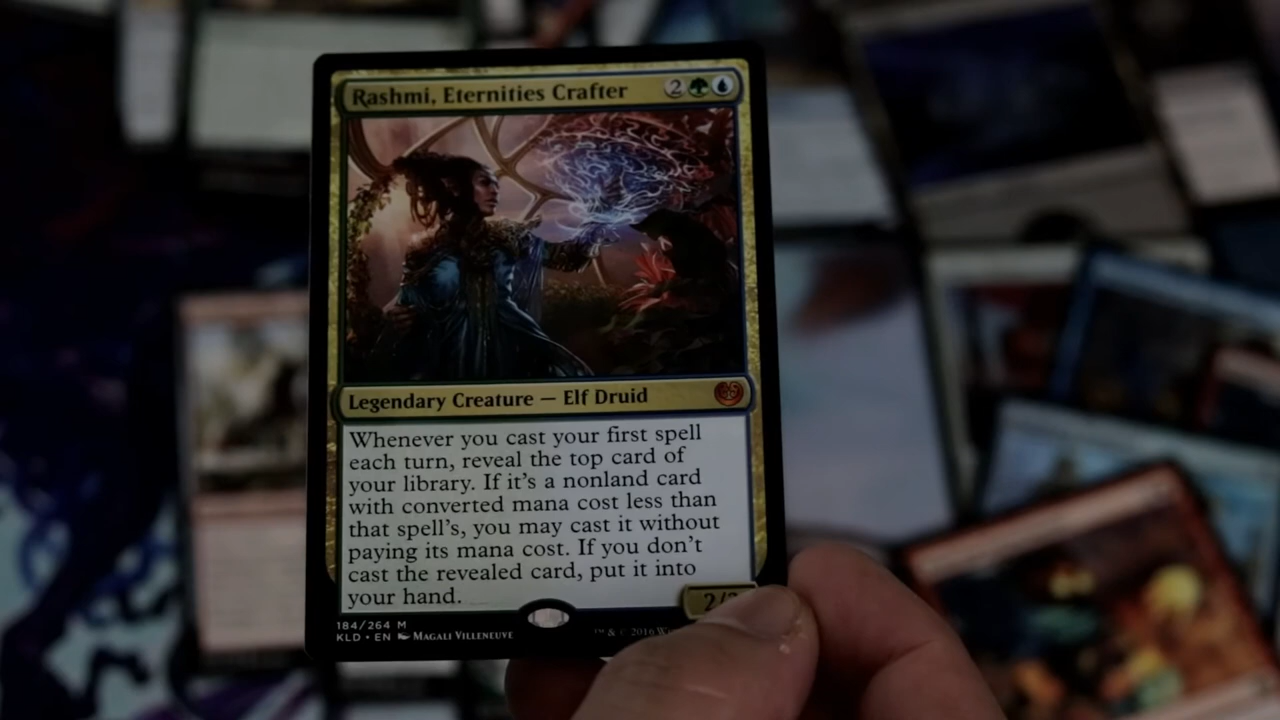 Rashmi, Eternities Crafter 2
Legendary Creature — Elf Druid
Whenever you cast your first spell
each turn, reveal the top card of
your library. If it's a nonland card
with converted mana cost less than
that spell's, you may cast it without
paying its mana cost. If you don't
cast the revealed card, put it into
your hand.
2/
184/264 M
KLD • EN Magali Villeneuve ™ & © 2016